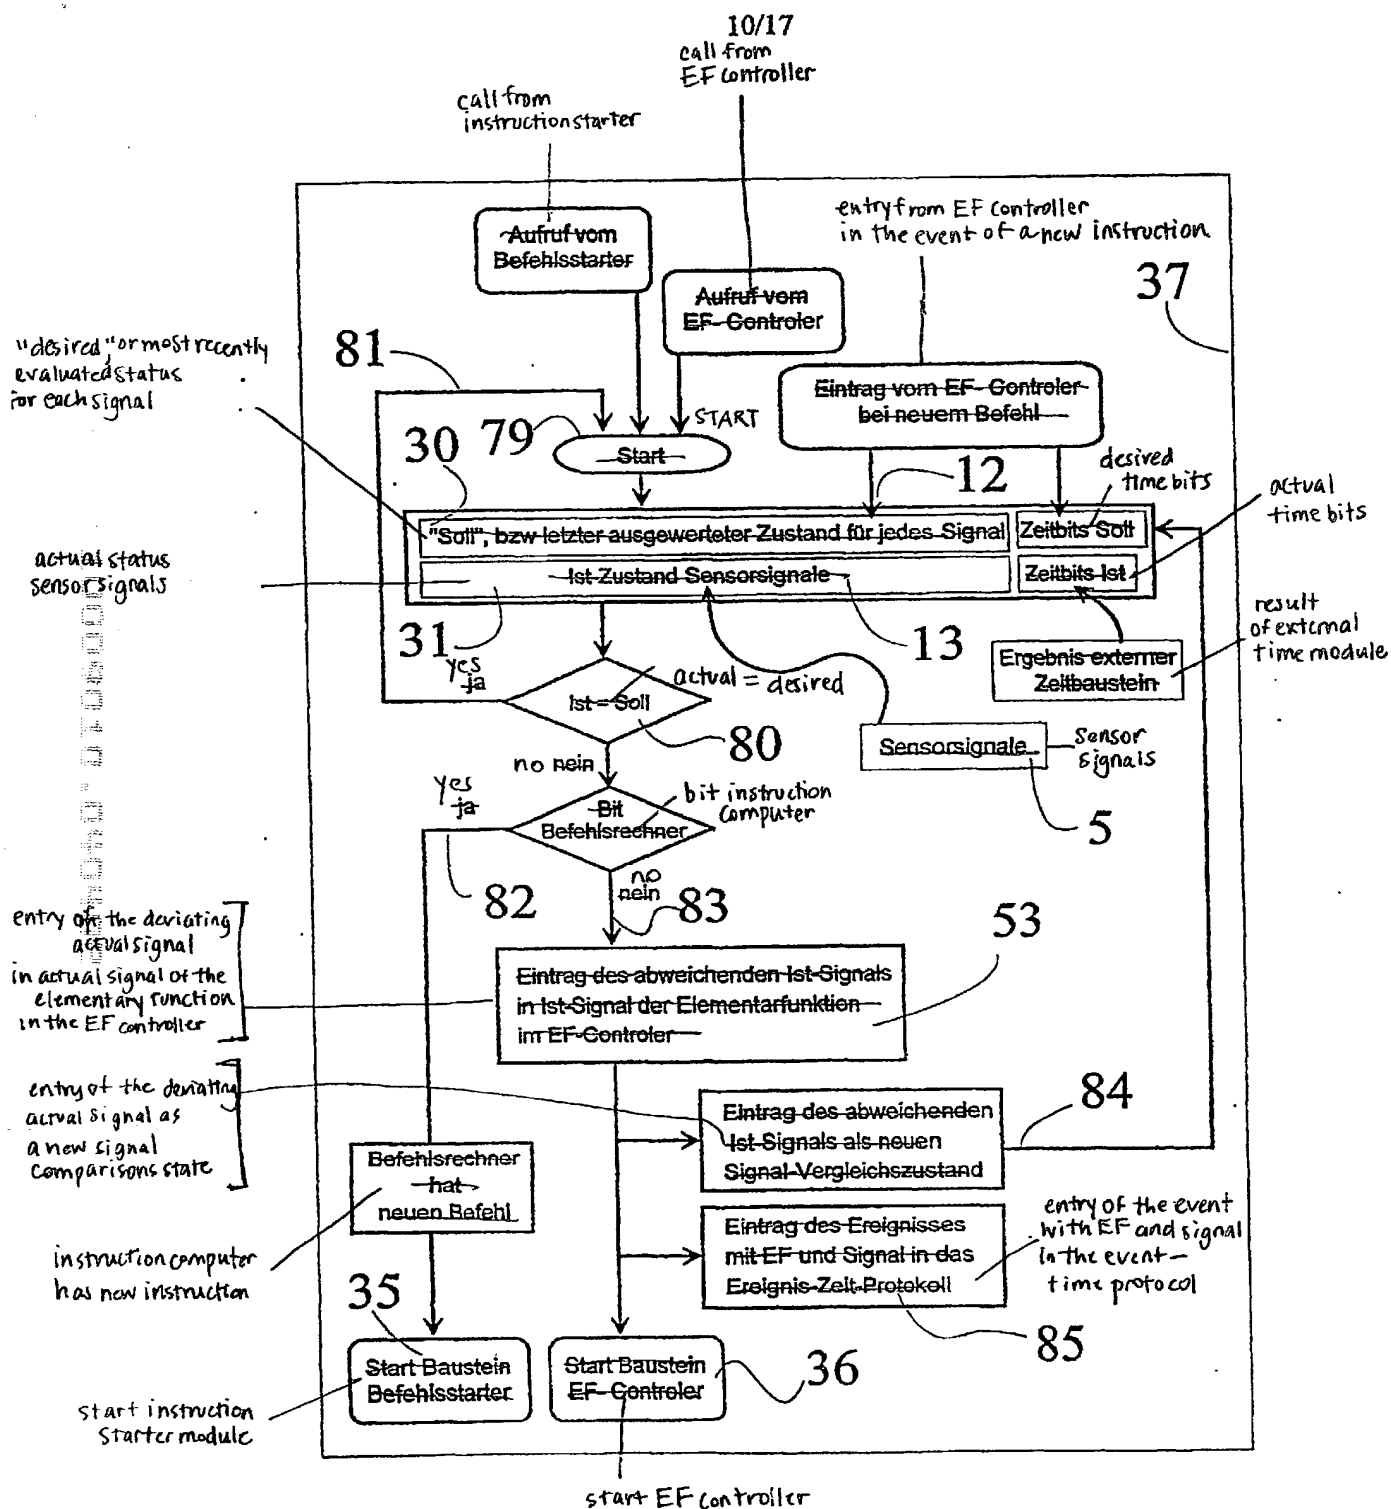 10/17
call from
EF controller
call from
instruction starter
Aufruf vom
Befehlsstarter
Aufruf vom
EF- Controler
entry from EF controller
in the event of a new instruction
37
"desired," or most recently
evaluated status
for each signal
81
Eintrag vom EF- Controler
bei neuem Befehl
START
30
79
Start
12
desired
time bits
actual
time bits
"Soll", bzw letzter ausgewerteter Zustand für jedes Signal
Zeitbits Soll
actual status
sensor signals
Ist-Zustand Sensorsignale
Zeitbits Ist
31
13
result
of external
time module
Ergebnis externer
Zeitbaustein
yes
ja
actual = desired
Ist = Soll
80
Sensorsignale
sensor
signals
5
no nein
yes
ja
Bit
Befehlsrechner
bit instruction
computer
82
no
nein
83
53
entry of the deviating
actual signal
in actual signal of the
elementary function
in the EF controller
Eintrag des abweichenden Ist-Signals
in Ist-Signal der Elementarfunktion
im EF-Controler
entry of the deviating
actual signal as
a new signal
comparisons state
84
Eintrag des abweichenden
Ist-Signals als neuen
Signal-Vergleichszustand
Befehlsrechner
hat
neuen Befehl
instruction computer
has new instruction
Eintrag des Ereignisses
mit EF und Signal in das
Ereignis-Zeit-Protokoll
entry of the event
with EF and signal
in the event-
time protocol
35
85
Start Baustein
Befehlsstarter
Start Baustein
EF- Controler
36
start instruction
starter module
start EF controller